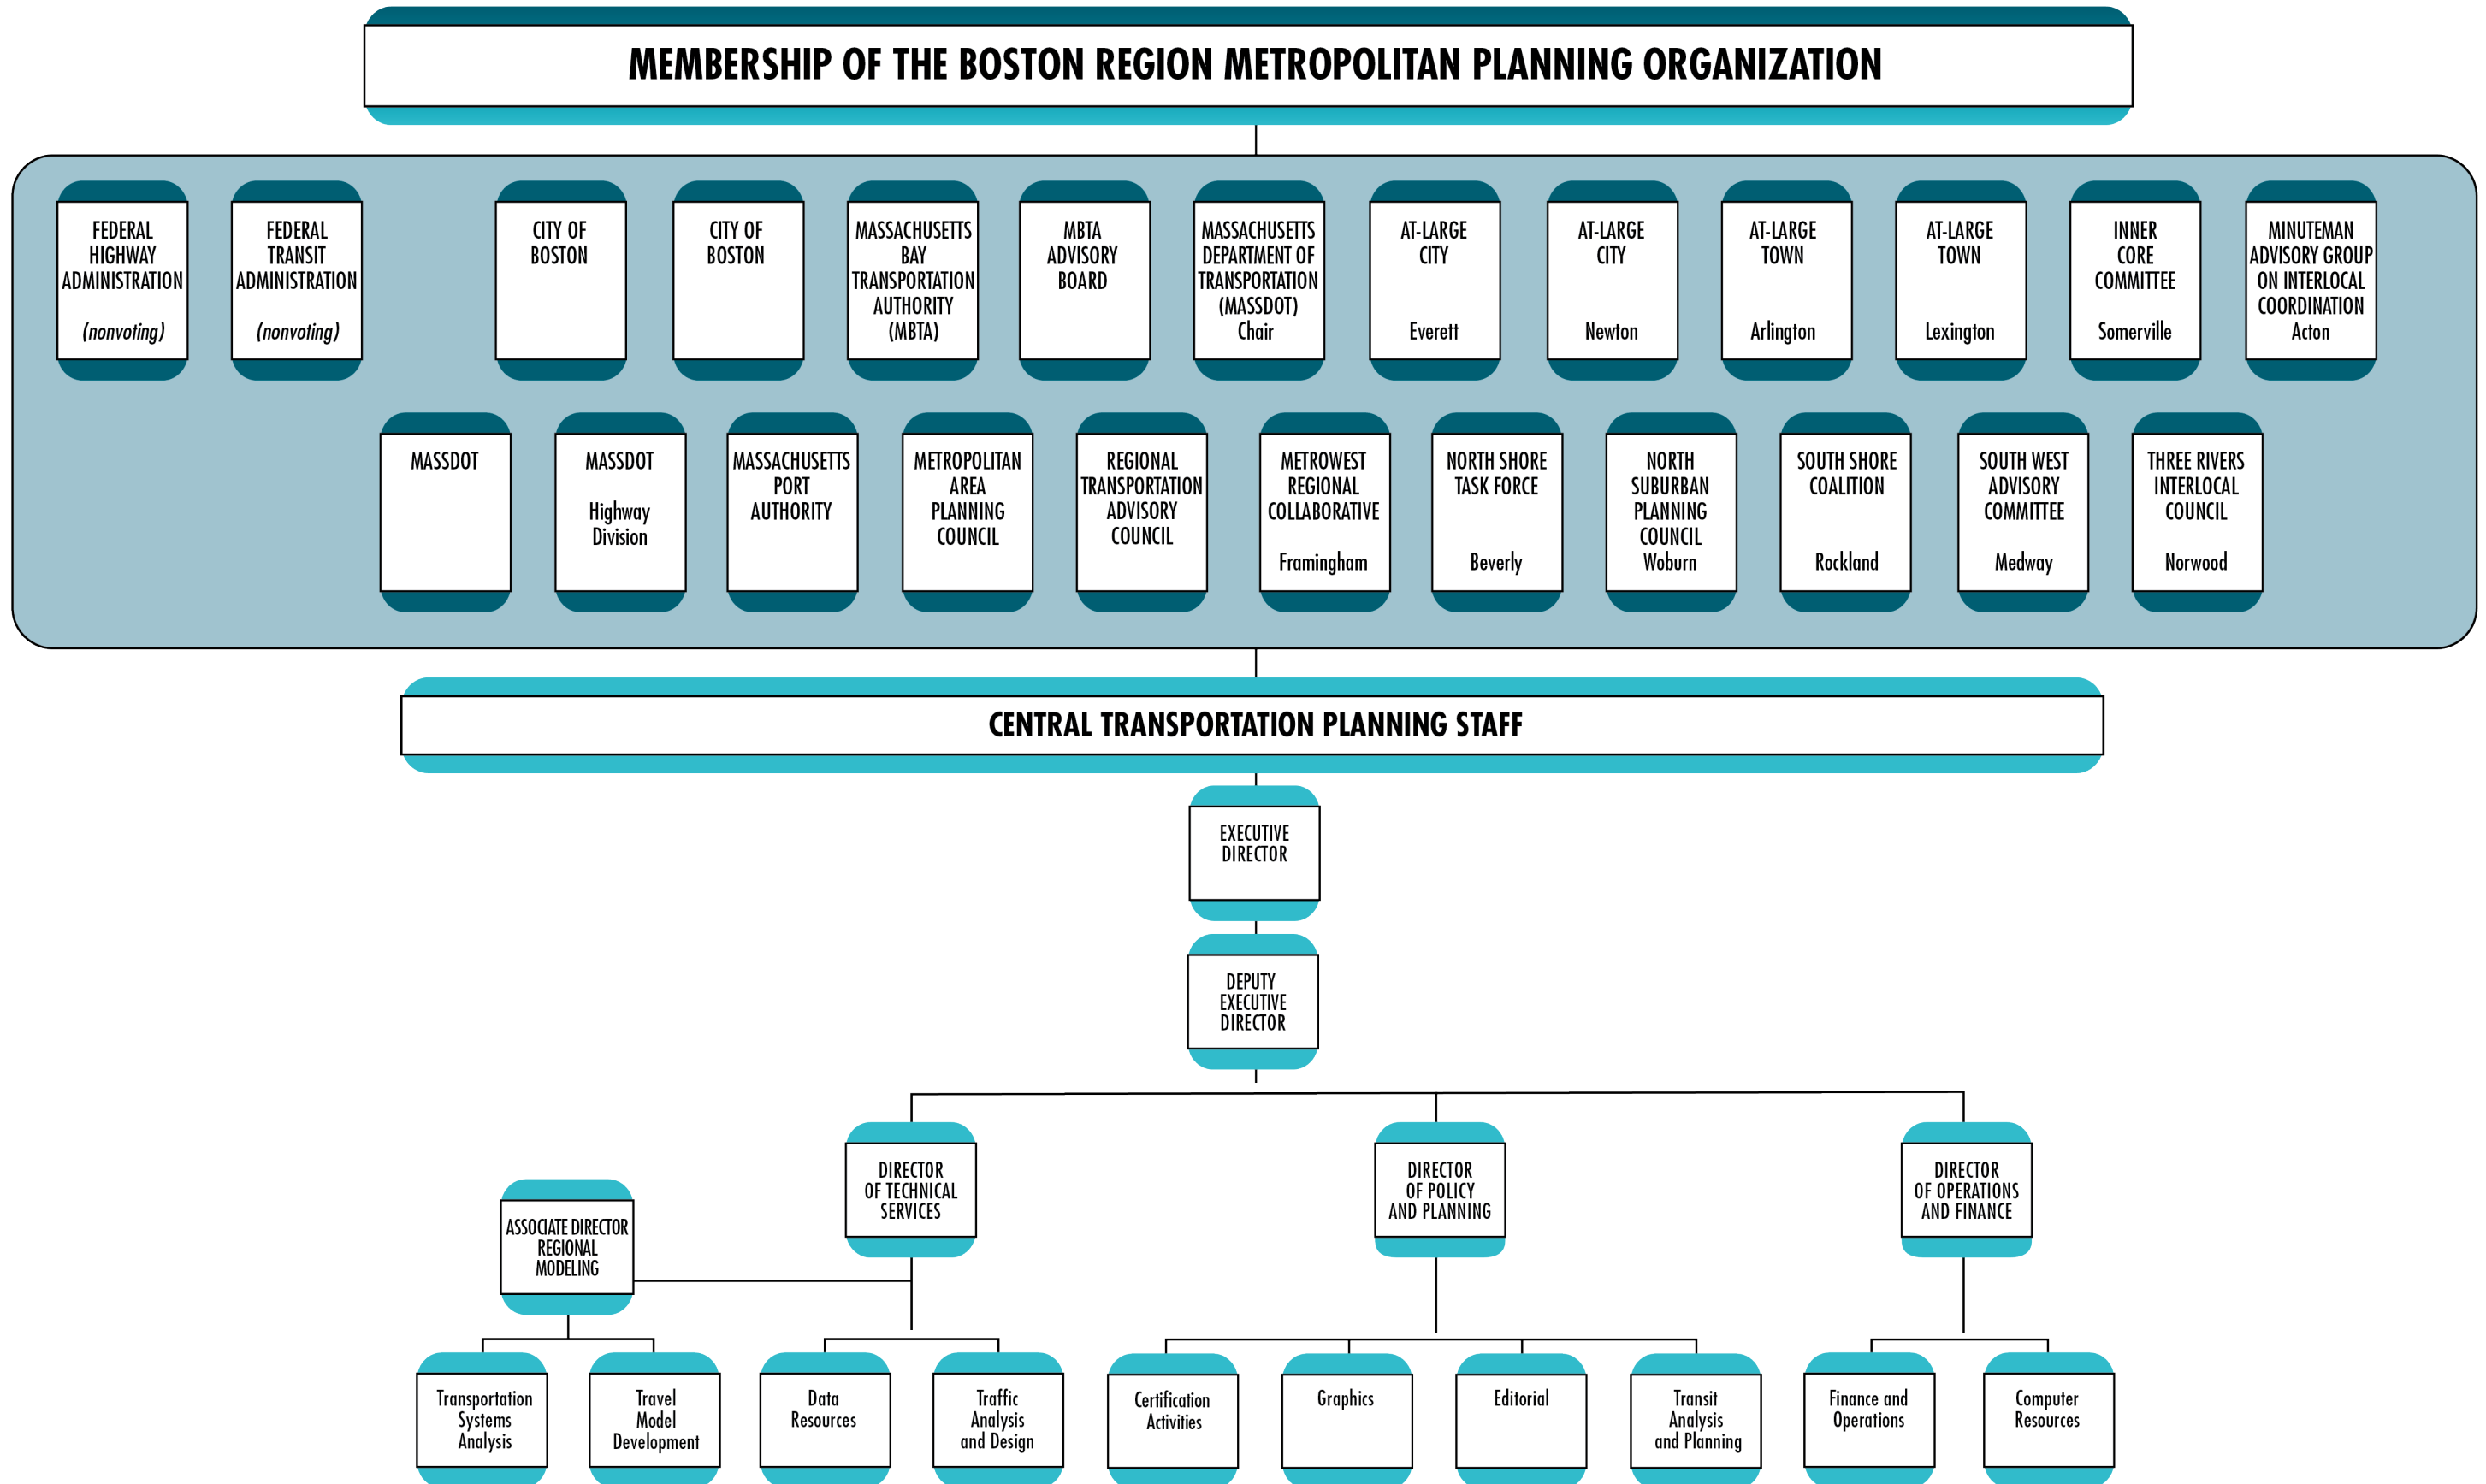 MEMBERSHIP OF THE BOSTON REGION METROPOLITAN PLANNING ORGANIZATION
FEDERAL
HIGHWAY
ADMINISTRATION
(nonvoting)
FEDERAL
TRANSIT
ADMINISTRATION
(nonvoting)
CITY OF
BOSTON
CITY OF
BOSTON
MASSACHUSETTS
BAY
TRANSPORTATION
AUTHORITY
(MBTA)
MBTA
ADVISORY
BOARD
MASSACHUSETTS
DEPARTMENT OF
TRANSPORTATION
(MASSDOT)
Chair
AT-LARGE
CITY
Everett
AT-LARGE
CITY
Newton
AT-LARGE
TOWN
Arlington
AT-LARGE
TOWN
Lexington
INNER
CORE
COMMITTEE
Somerville
MINUTEMAN
ADVISORY GROUP
ON INTERLOCAL
COORDINATION
Acton
MASSDOT
MASSDOT
Highway
Division
MASSACHUSETTS
PORT
AUTHORITY
METROPOLITAN
AREA
PLANNING
COUNCIL
REGIONAL
TRANSPORTATION
ADVISORY
COUNCIL
METROWEST
REGIONAL
COLLABORATIVE
Framingham
NORTH SHORE
TASK FORCE
Beverly
NORTH
SUBURBAN
PLANNING
COUNCIL
Woburn
SOUTH SHORE
COALITION
Rockland
SOUTH WEST
ADVISORY
COMMITTEE
Medway
THREE RIVERS
INTERLOCAL
COUNCIL
Norwood
CENTRAL TRANSPORTATION PLANNING STAFF
EXECUTIVE
DIRECTOR
DEPUTY
EXECUTIVE
DIRECTOR
DIRECTOR
OF TECHNICAL
SERVICES
DIRECTOR
OF POLICY
AND PLANNING
DIRECTOR
OF OPERATIONS
AND FINANCE
ASSOCIATE DIRECTOR
REGIONAL
MODELING
Transportation
Systems
Analysis
Travel
Model
Development
Data
Resources
Traffic
Analysis
and Design
Certification
Activities
Graphics
Editorial
Transit
Analysis
and Planning
Finance and
Operations
Computer
Resources